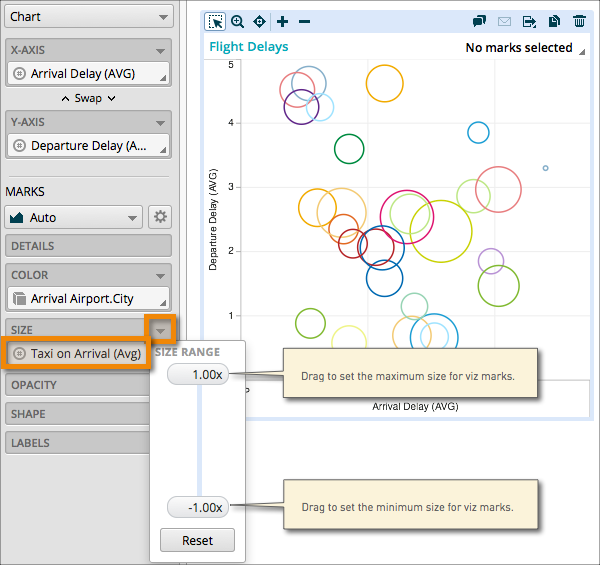 Chart
X-AXIS
Arrival Delay (AVG)
Swap
Y-AXIS
Departure Delay (A...
MARKS
Auto
DETAILS
COLOR
Arrival Airport.City
SIZE
Taxi on Arrival (Avg)
OPACITY
SHAPE
LABELS
SIZE RANGE
1.00x
-1.00x
Reset
Flight Delays
No marks selected
5
4
3
2
1
Departure Delay (AVG)
Arrival Delay (AVG)
Drag to set the maximum size for viz marks.
Drag to set the minimum size for viz marks.